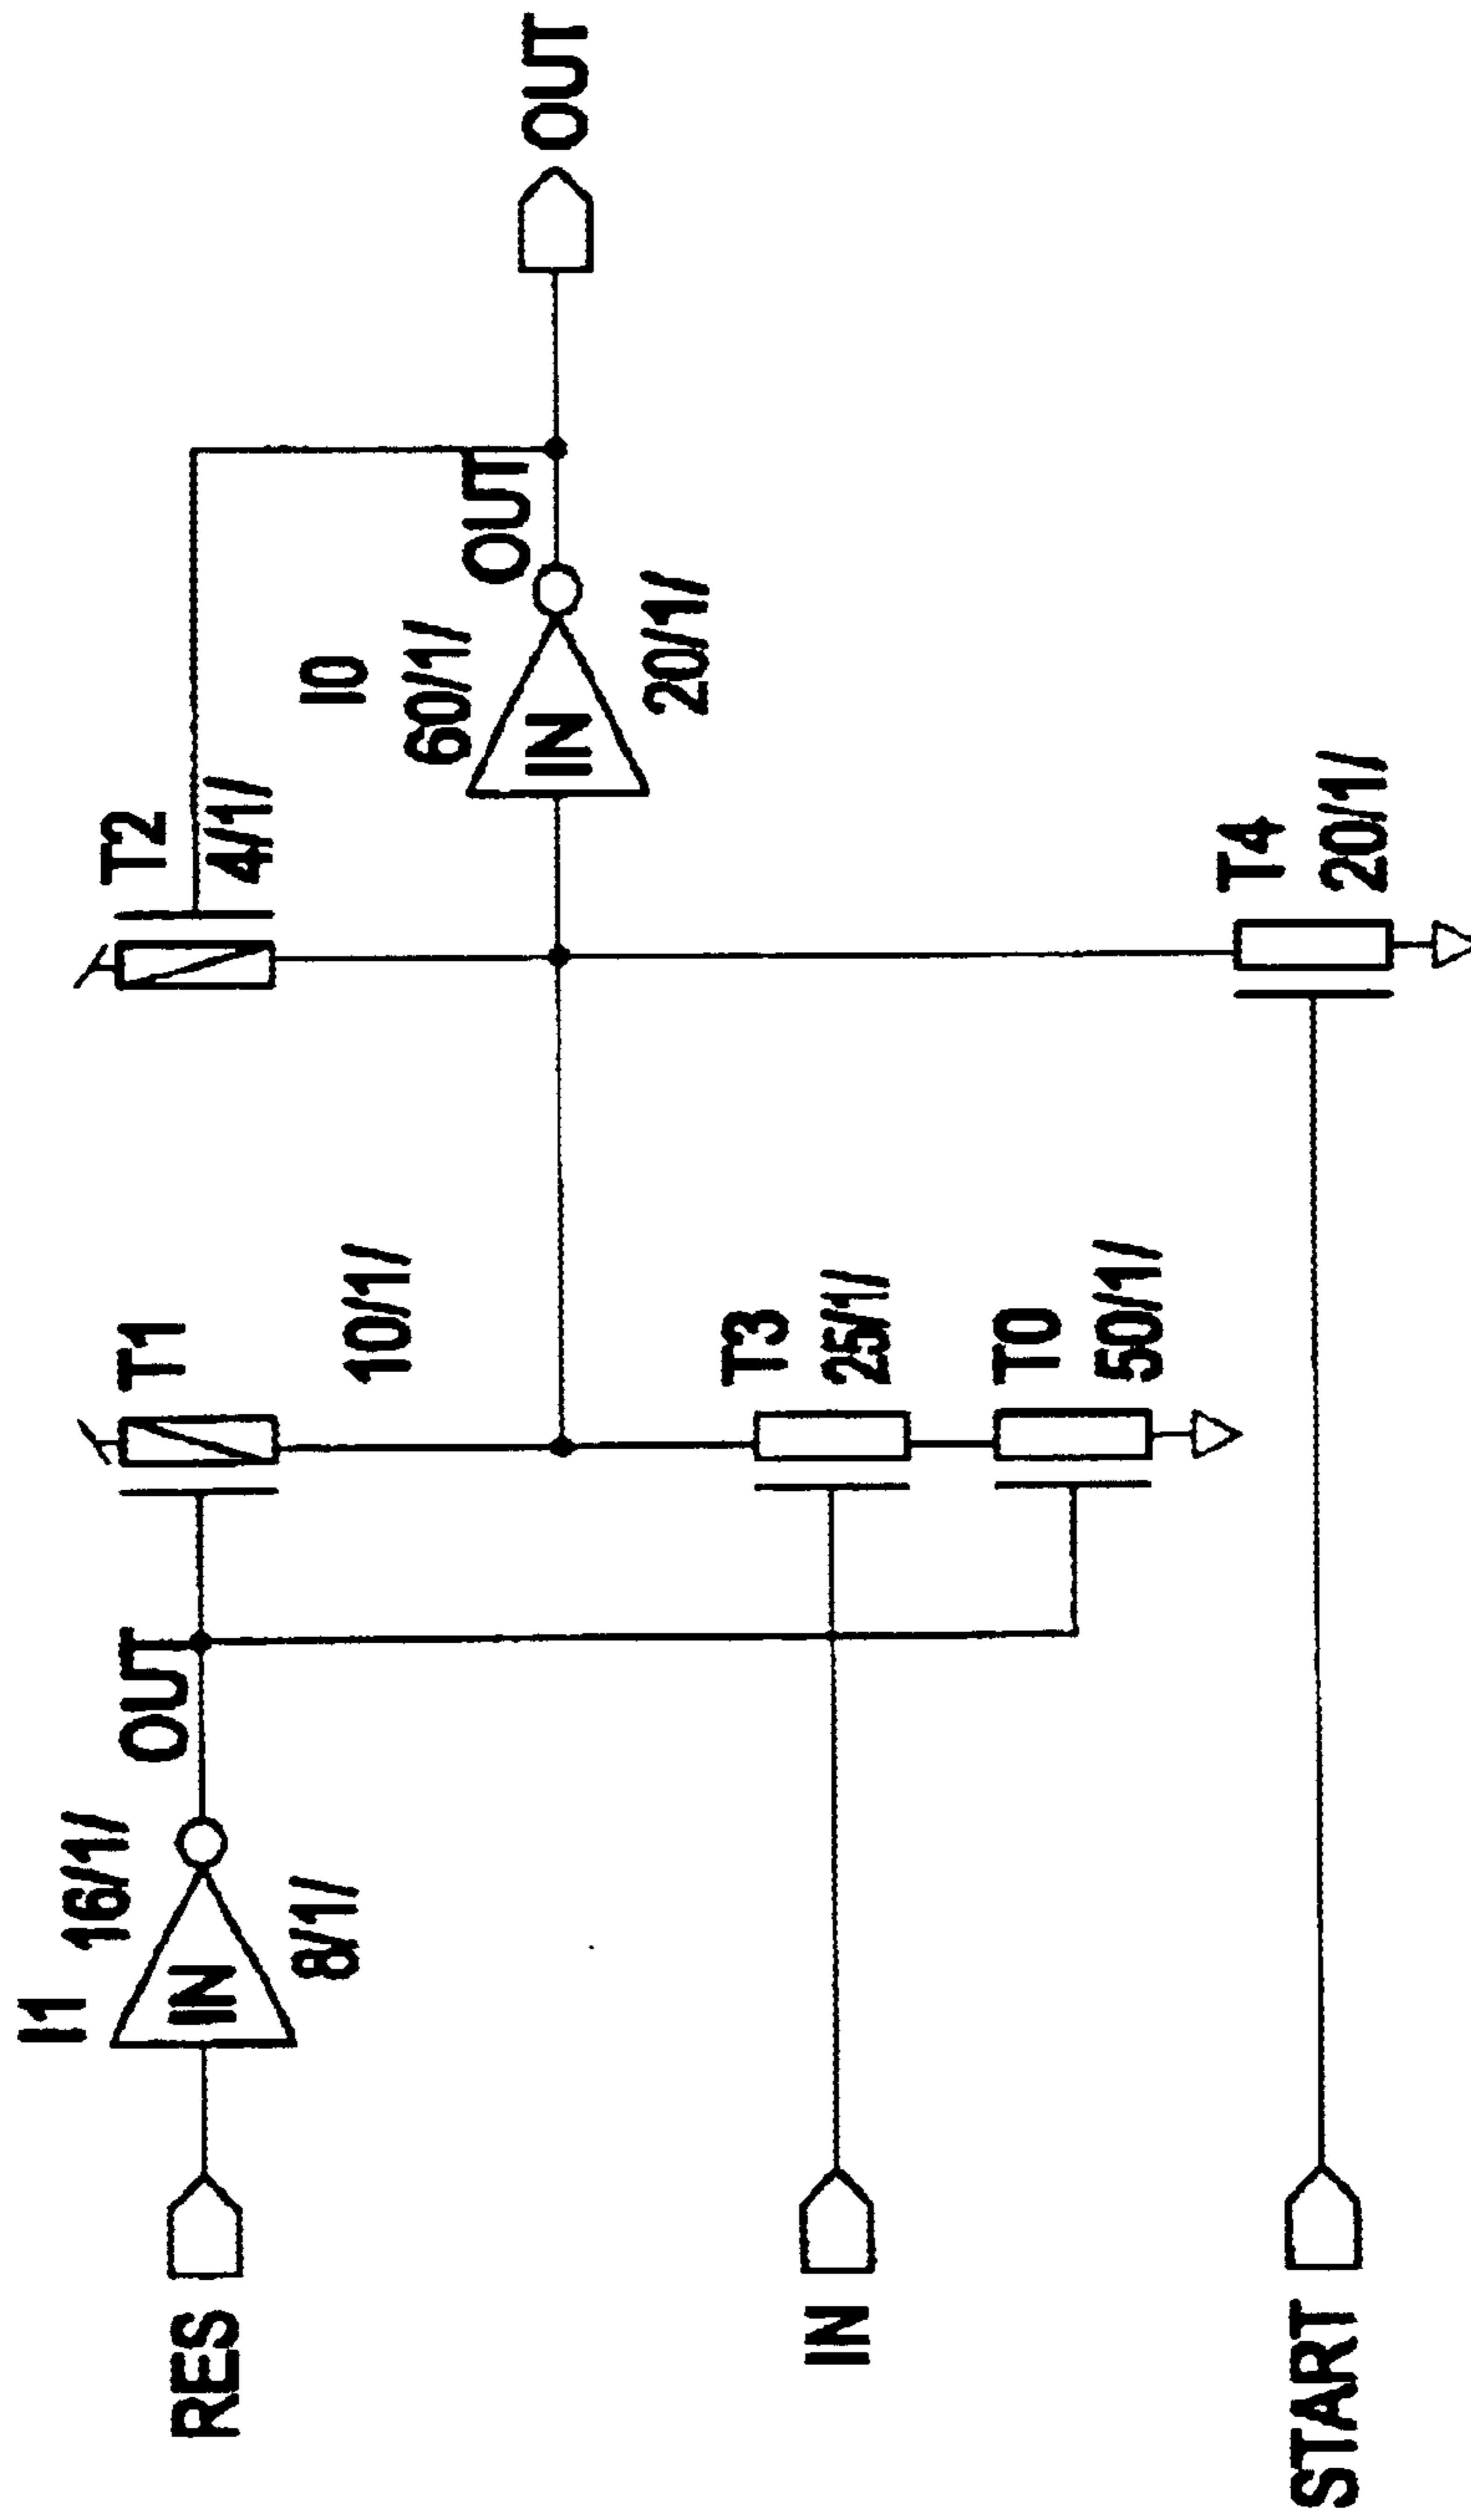 I1
16/1/
OUT
RES
IN
8/1/
T1
10/1/
T2
4/1/
I0
60/1/
OUT
IN
20/1/
OUT
IN
T3
25/1/
T0
50/1/
START
T4
20/1/